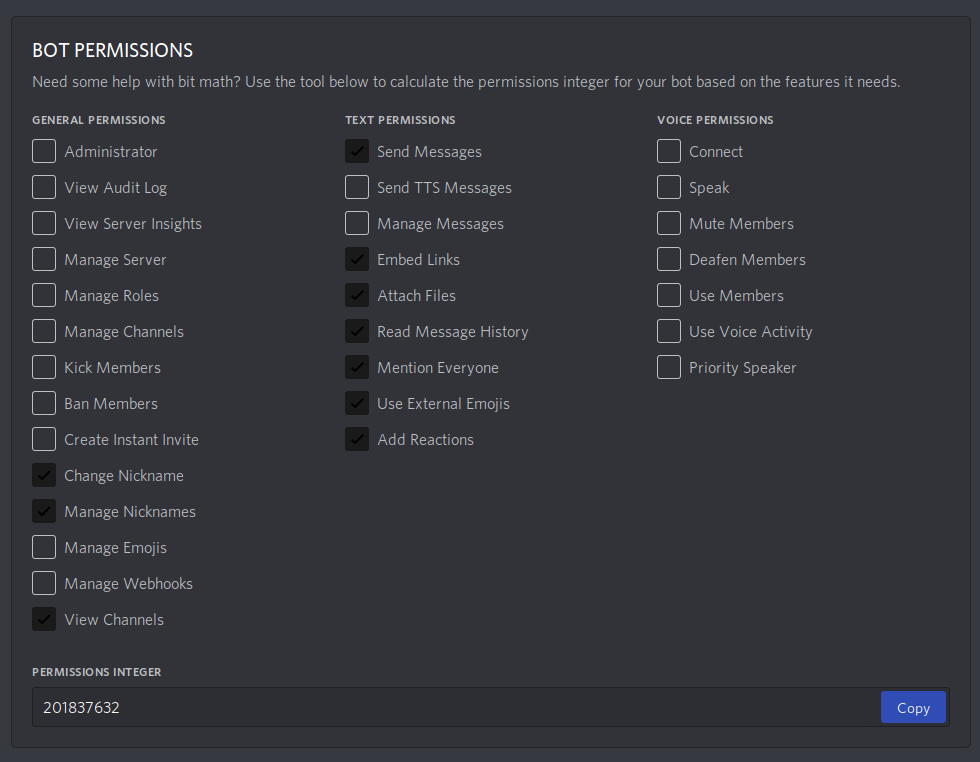 BOT PERMISSIONS
Need some help with bit math? Use the tool below to calculate the permissions integer for your bot based on the features it needs.
GENERAL PERMISSIONS
Administrator
View Audit Log
View Server Insights
Manage Server
Manage Roles
Manage Channels
Kick Members
Ban Members
Create Instant Invite
Change Nickname
Manage Nicknames
Manage Emojis
Manage Webhooks
View Channels
TEXT PERMISSIONS
Send Messages
Send TTS Messages
Manage Messages
Embed Links
Attach Files
Read Message History
Mention Everyone
Use External Emojis
Add Reactions
VOICE PERMISSIONS
Connect
Speak
Mute Members
Deafen Members
Use Members
Use Voice Activity
Priority Speaker
PERMISSIONS INTEGER
201837632
Copy